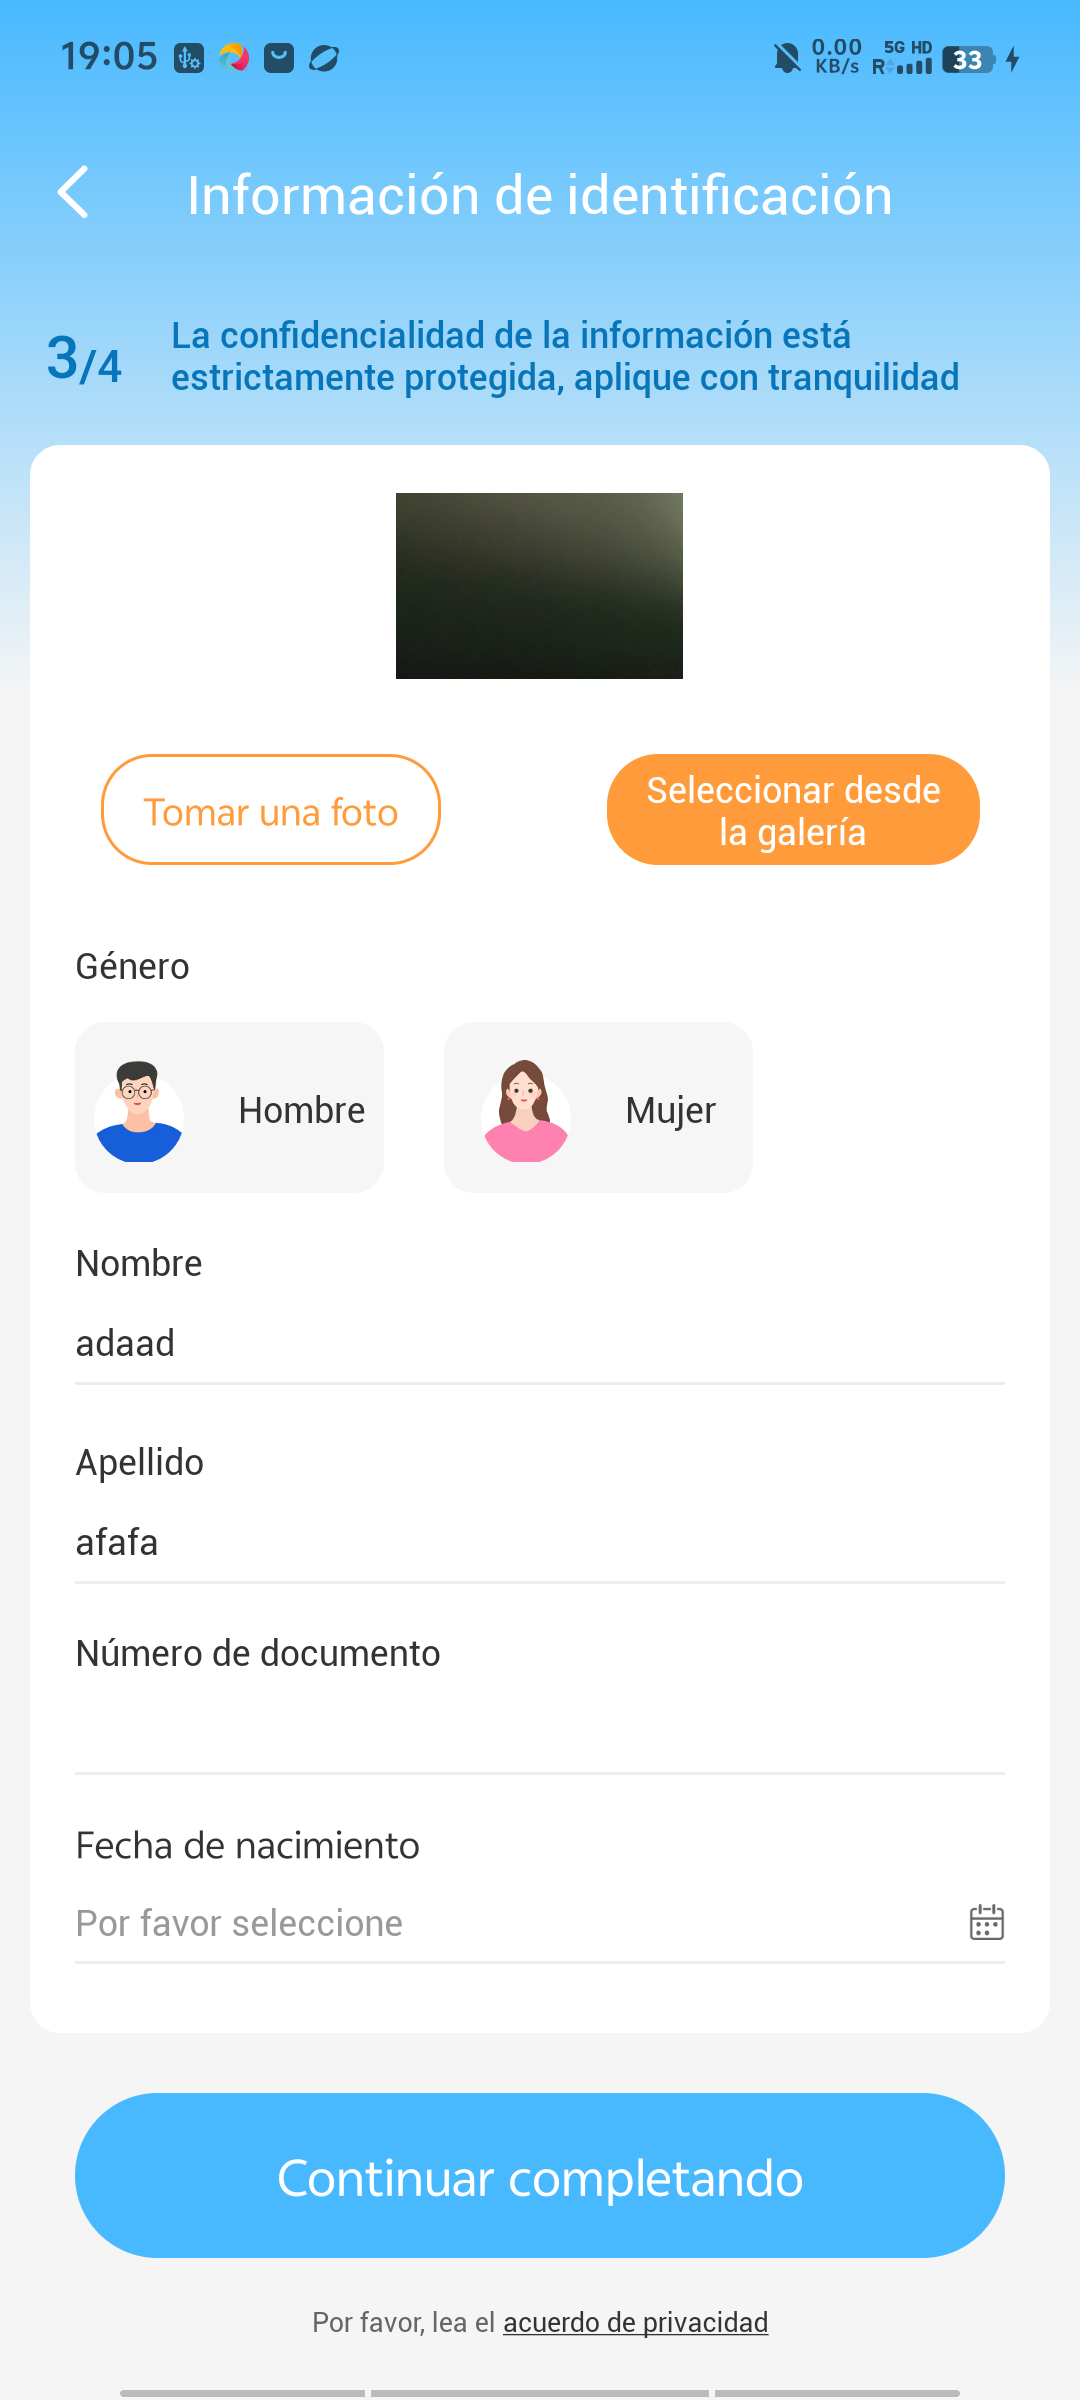 19:05
0.00
KB/s
R
5G HD
33
Información de identificación
3/4
La confidencialidad de la información está
estrictamente protegida, aplique con tranquilidad
Tomar una foto
Seleccionar desde
la galería
Género
Hombre
Mujer
Nombre
adaad
Apellido
afafa
Número de documento
Fecha de nacimiento
Por favor seleccione
Continuar completando
Por favor, lea el acuerdo de privacidad